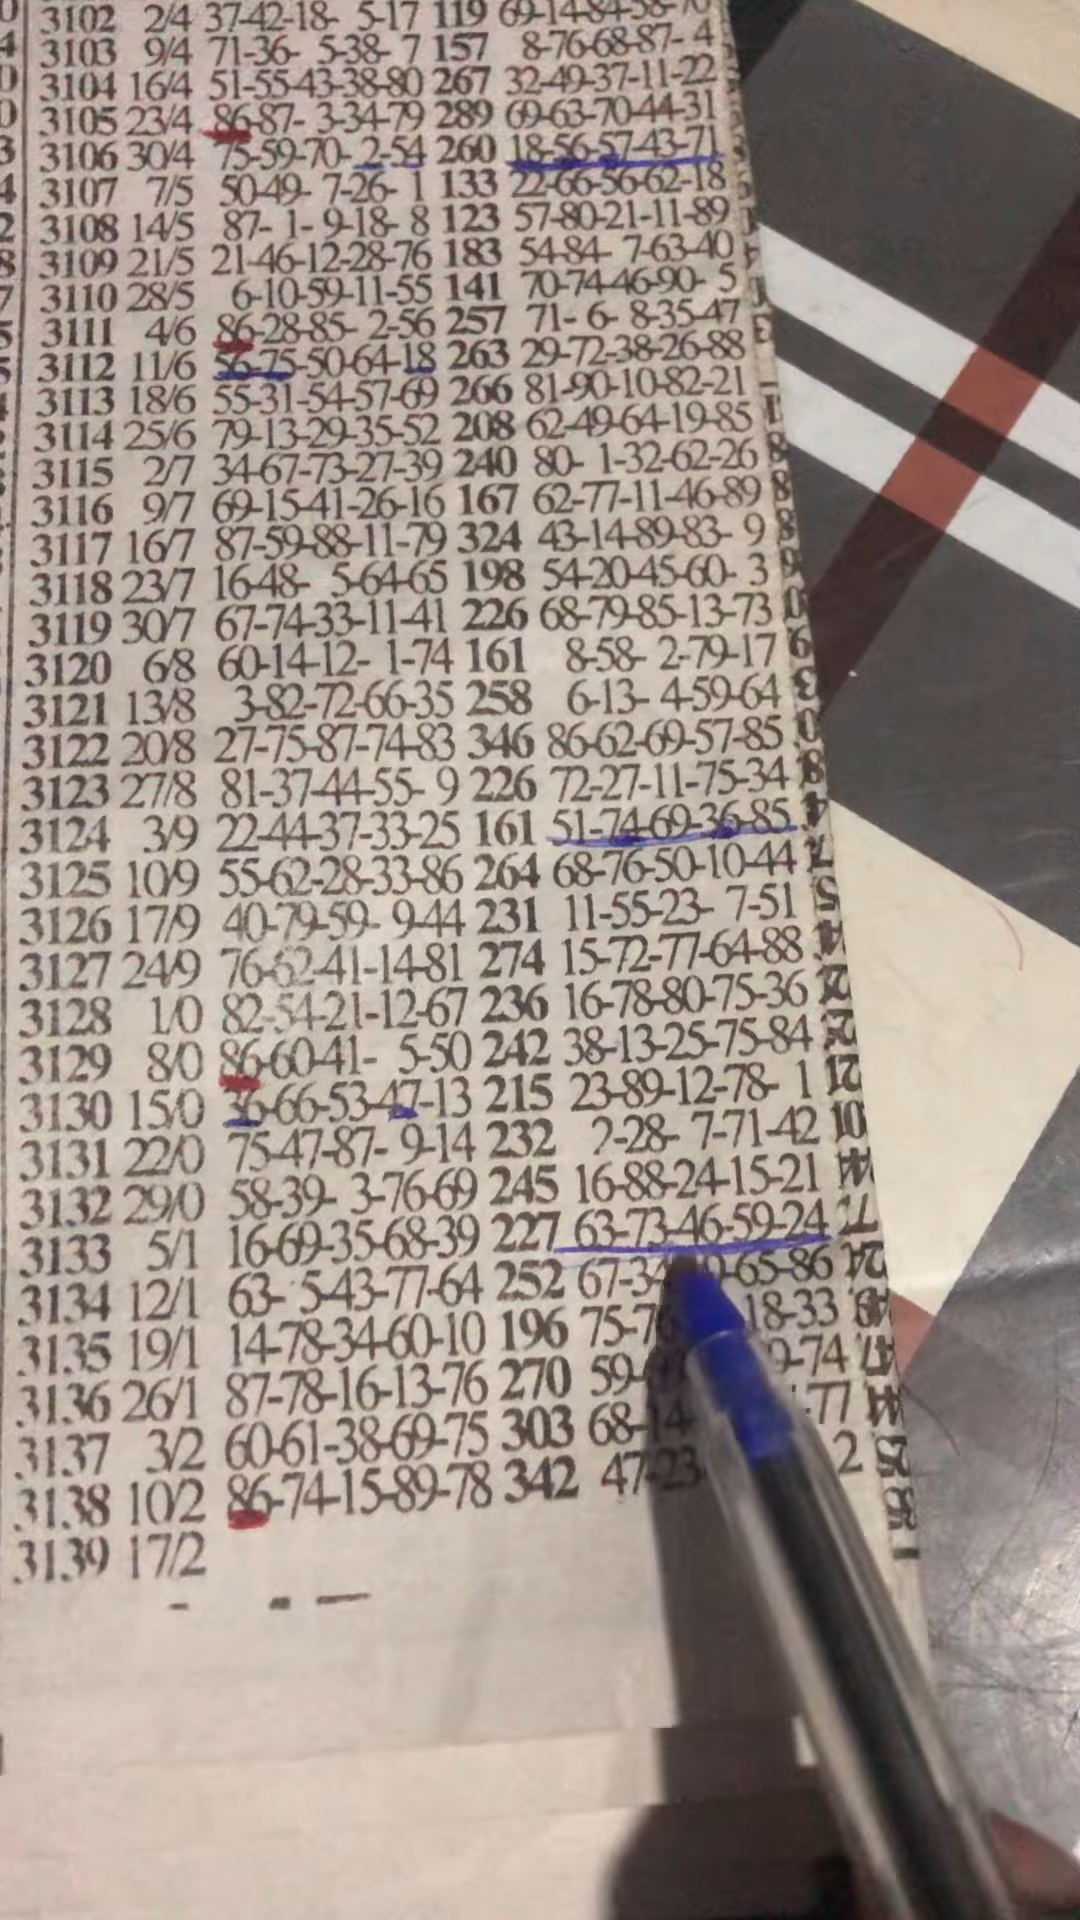 3102 2/4 37-42-18- 5-17 119 69-14-84-58-70
3103 9/4 71-36- 5-38- 7 157 8-76-68-87- 4
3104 16/4 51-55-43-38-80 267 32-49-37-11-22
3105 23/4 86-87- 3-34-79 289 69-63-70-44-31
3106 30/4 75-59-70- 2-54 260 18-56-57-43-71
3107 7/5 50-49- 7-26- 1 133 22-66-56-62-18
3108 14/5 87- 1- 9-18- 8 123 57-80-21-11-89
3109 21/5 21-46-12-28-76 183 54-84- 7-63-40
3110 28/5 6-10-59-11-55 141 70-74-46-90- 5
3111 4/6 86-28-85- 2-56 257 71- 6- 8-35-47
3112 11/6 56-75-50-64-18 263 29-72-38-26-88
3113 18/6 55-31-54-57-69 266 81-90-10-82-21
3114 25/6 79-13-29-35-52 208 62-49-64-19-85
3115 2/7 34-67-73-27-39 240 80- 1-32-62-26
3116 9/7 69-15-41-26-16 167 62-77-11-46-89
3117 16/7 87-59-88-11-79 324 43-14-89-83- 9
3118 23/7 16-48- 5-64-65 198 54-20-45-60- 3
3119 30/7 67-74-33-11-41 226 68-79-85-13-73
3120 6/8 60-14-12- 1-74 161 8-58- 2-79-17
3121 13/8 3-82-72-66-35 258 6-13- 4-59-64
3122 20/8 27-75-87-74-83 346 86-62-69-57-85
3123 27/8 81-37-44-55- 9 226 72-27-11-75-34
3124 3/9 22-44-37-33-25 161 51-74-69-36-85
3125 10/9 55-62-28-33-86 264 68-76-50-10-44
3126 17/9 40-79-59- 9-44 231 11-55-23- 7-51
3127 24/9 76-62-41-14-81 274 15-72-77-64-88
3128 1/0 82-54-21-12-67 236 16-78-80-75-36
3129 8/0 86-60-41- 5-50 242 38-13-25-75-84
3130 15/0 36-66-53-47-13 215 23-89-12-78- 1
3131 22/0 75-47-87- 9-14 232 2-28- 7-71-42
3132 29/0 58-39- 3-76-69 245 16-88-24-15-21
3133 5/1 16-69-35-68-39 227 63-73-46-59-24
3134 12/1 63- 5-43-77-64 252 67-34 65-86
3135 19/1 14-78-34-60-10 196 75 18-33
3136 26/1 87-78-16-13-76 270 59 74
3137 3/2 60-61-38-69-75 303 68-14 77
3138 10/2 86-74-15-89-78 342 47-23 2
3139 17/2